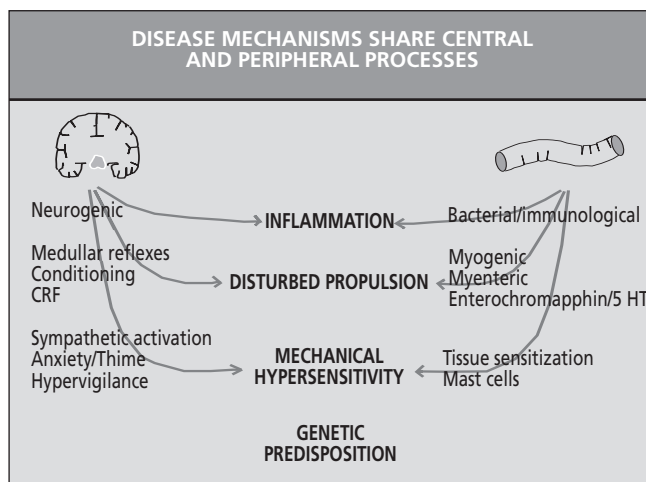 DISEASE MECHANISMS SHARE CENTRAL
AND PERIPHERAL PROCESSES
Neurogenic
INFLAMMATION
Bacterial/immunological
Medullar reflexes
Conditioning
CRF
DISTURBED PROPULSION
Myogenic
Myenteric
Enterochromapphin/5 HT
Sympathetic activation
Anxiety/Thime
Hypervigilance
MECHANICAL
HYPERSENSITIVITY
Tissue sensitization
Mast cells
GENETIC
PREDISPOSITION